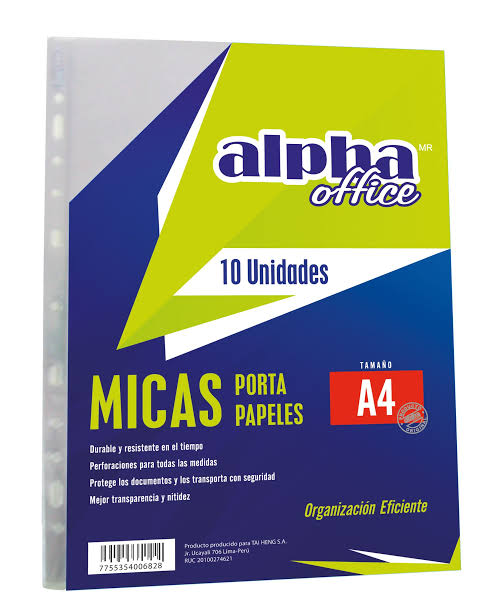 alpha
office
MR
10 Unidades
MICAS PORTA
PAPELES
TAMAÑO
A4
Durable y resistente en el tiempo
Perforaciones para todas las medidas
Protege los documentos y los transporta con seguridad
Mejor transparencia y nitidez
Organización Eficiente
Producto producido para TAI HENG S.A.
Jr. Ucayali 706 Lima-Perú
RUC 20100274621
7755354006828